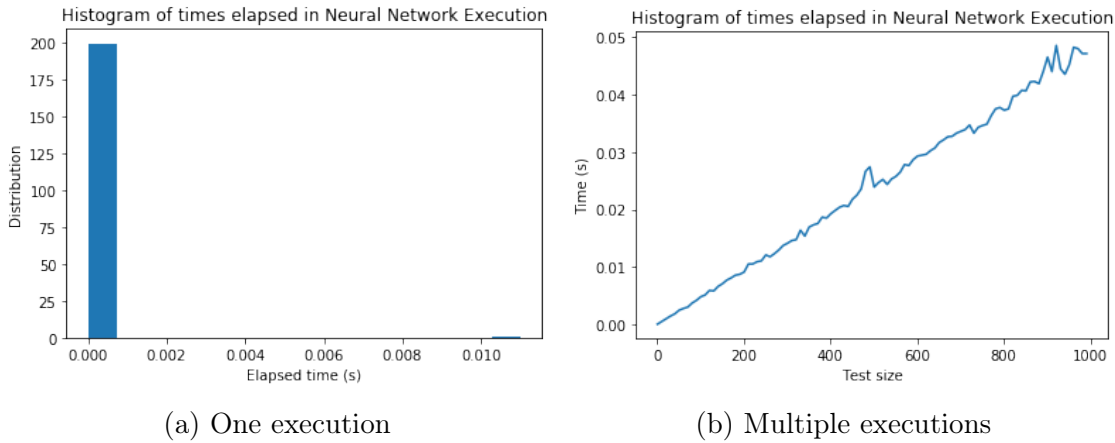 Histogram of times elapsed in Neural Network Execution
200
175
150
125
100
75
50
25
0
Distribution
0.000 0.002 0.004 0.006 0.008 0.010
Elapsed time (s)
(a) One execution
Histogram of times elapsed in Neural Network Execution
0.05
0.04
0.03
0.02
0.01
0.00
Time (s)
0 200 400 600 800 1000
Test size
(b) Multiple executions